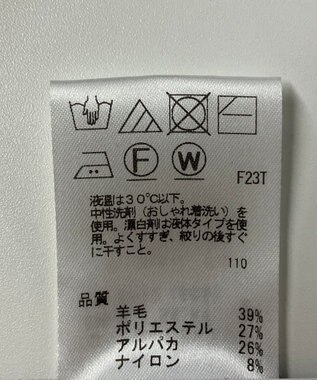 F
W
F23T
液温は30℃以下。
中性洗剤（おしゃれ着洗い）を
使用。漂白剤は液体タイプを使
用。よくすすぎ、絞りの後すぐ
に干すこと。
110
品質
羊毛 39%
ポリエステル 27%
アルパカ 26%
ナイロン 8%